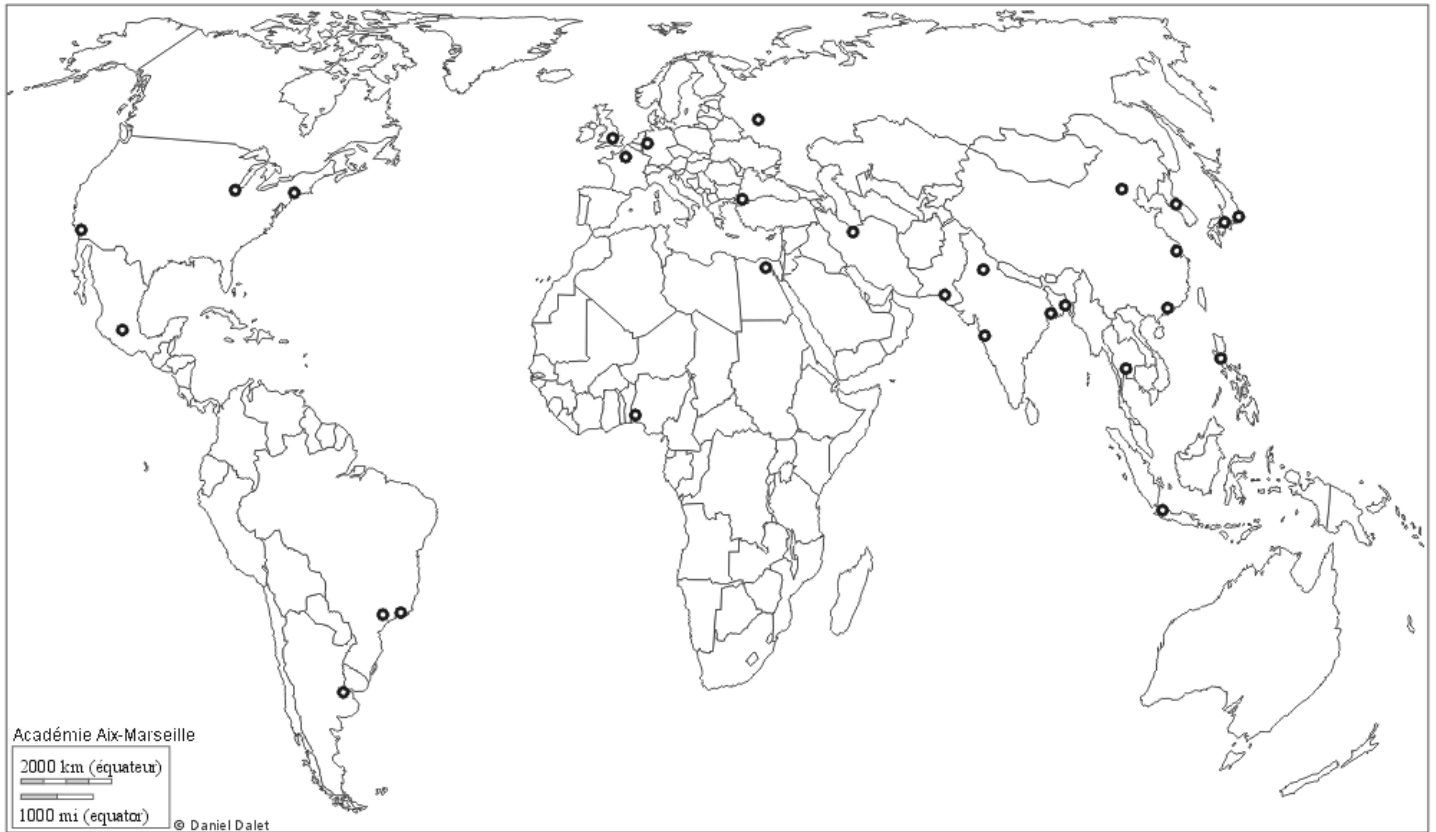 Académie Aix-Marseille
2000 km (équateur)
1000 mi (equator)
© Daniel Dalet